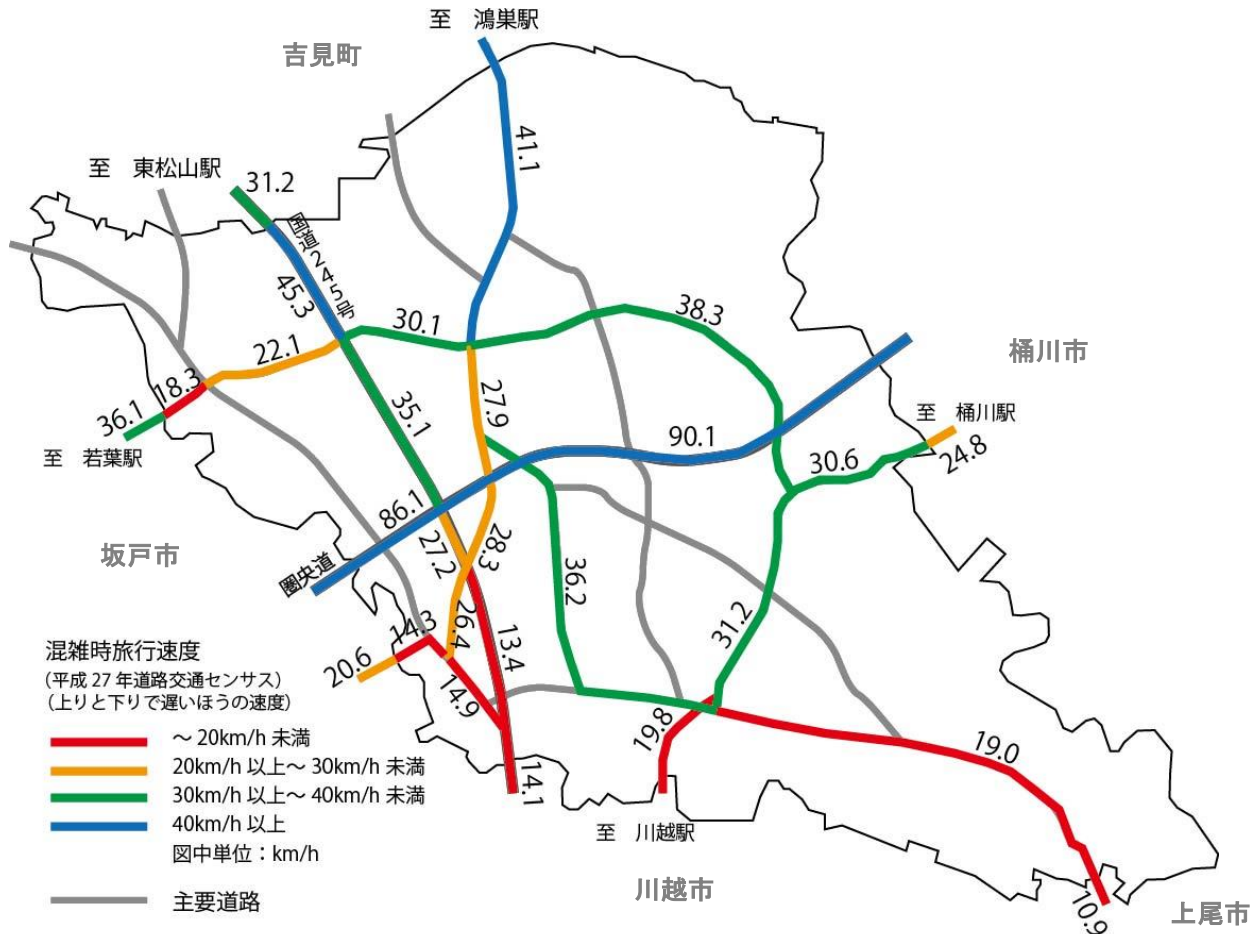 至 鴻巣駅
吉見町
至 東松山駅
31.2
41.1
国道245号
45.3
30.1
38.3
22.1
18.3
36.1
至 若葉駅
27.9
35.1
桶川市
至 桶川駅
24.8
90.1
30.6
86.1
圏央道
坂戸市
27.2
28.3
36.2
26.4
13.4
31.2
14.3
20.6
14.9
19.8
19.0
14.1
至 川越駅
川越市
10.9
上尾市
混雑時旅行速度
(平成27年道路交通センサス)
(上りと下りで遅いほうの速度)
～20km/h 未満
20km/h 以上～30km/h 未満
30km/h 以上～40km/h 未満
40km/h 以上
図中単位：km/h
主要道路